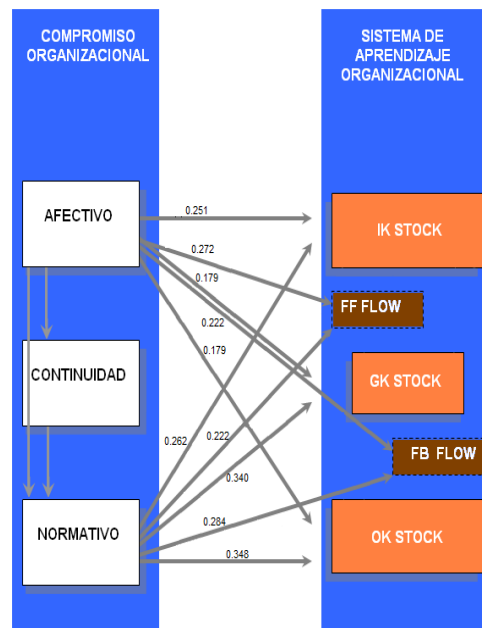 COMPROMISO
ORGANIZACIONAL
SISTEMA DE
APRENDIZAJE
ORGANIZACIONAL
AFECTIVO
0.251
IK STOCK
0.272
0.179
FF FLOW
0.222
0.179
CONTINUIDAD
GK STOCK
0.262
0.222
FB FLOW
0.340
NORMATIVO
0.284
OK STOCK
0.348